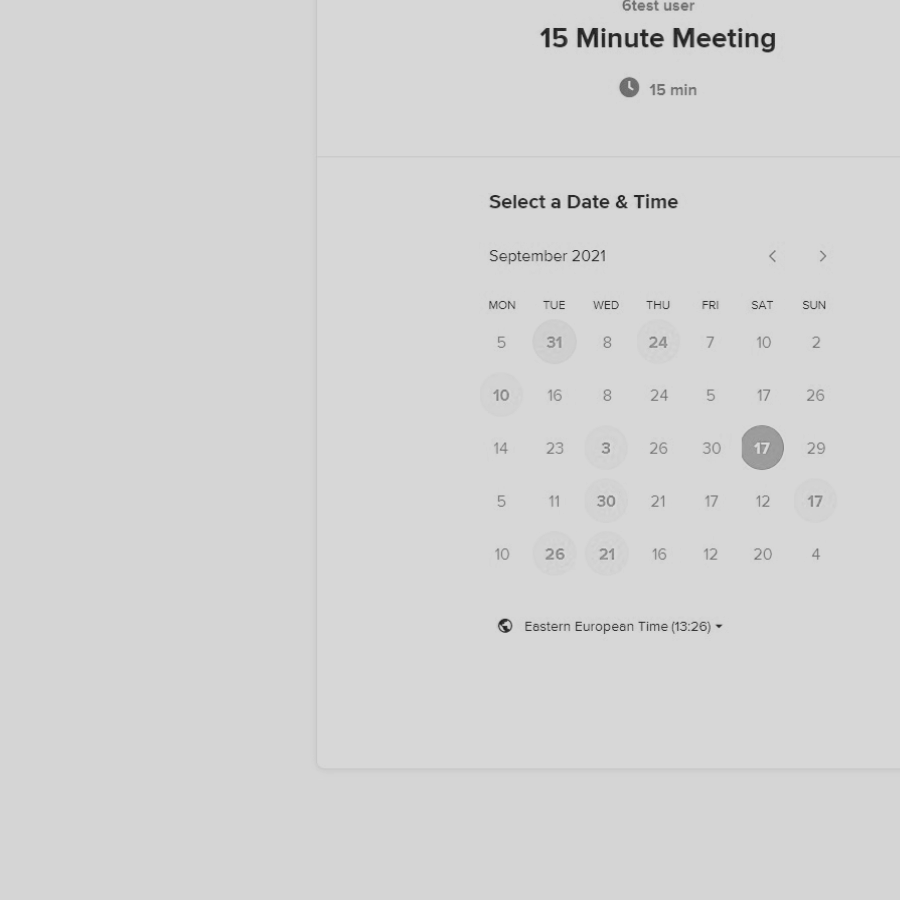 6test user
15 Minute Meeting
15 min
Select a Date & Time
September 2021
MON TUE WED THU FRI SAT SUN
5 31 8 24 7 10 2
10 16 8 24 5 17 26
14 23 3 26 30 17 29
5 11 30 21 17 12 17
10 26 21 16 12 20 4
Eastern European Time (13:26)